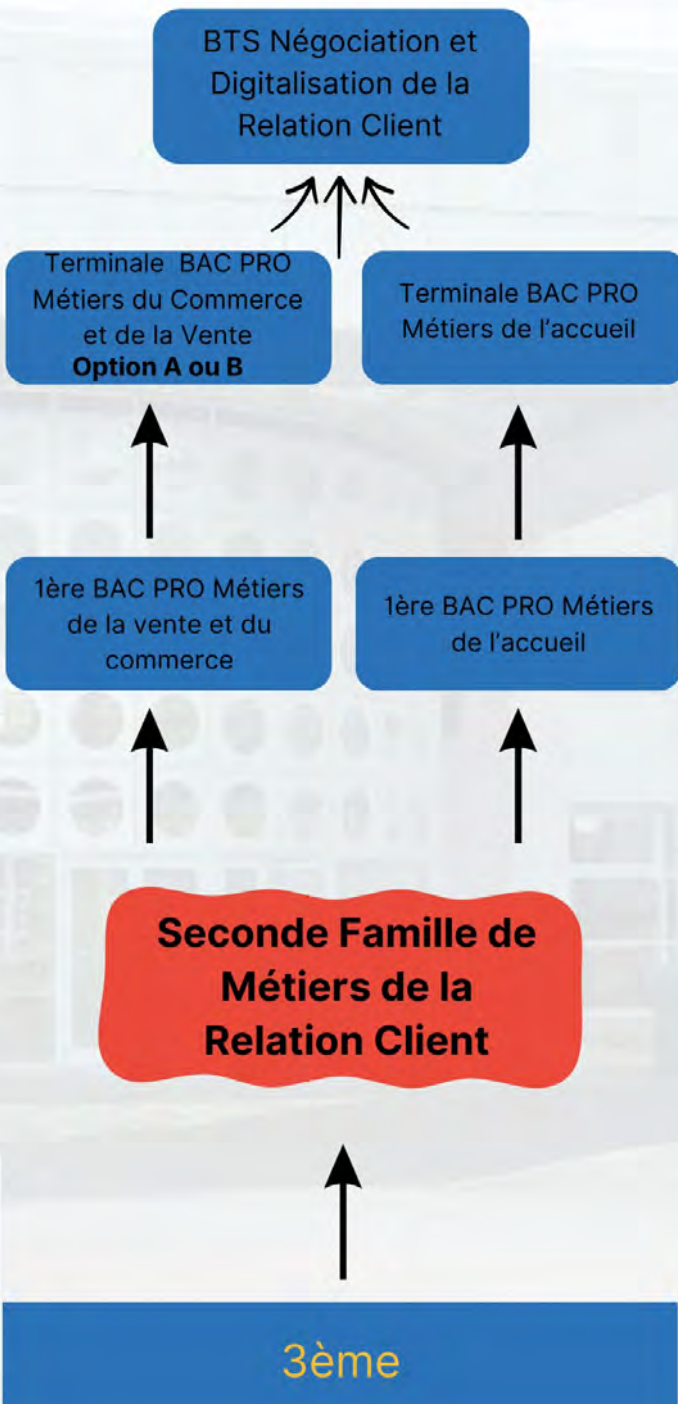 BTS Négociation et
Digitalisation de la
Relation Client
Terminale BAC PRO
Métiers du Commerce
et de la Vente
Option A ou B
Terminale BAC PRO
Métiers de l'accueil
1ère BAC PRO Métiers
de la vente et du
commerce
1ère BAC PRO Métiers
de l'accueil
Seconde Famille de
Métiers de la
Relation Client
3ème